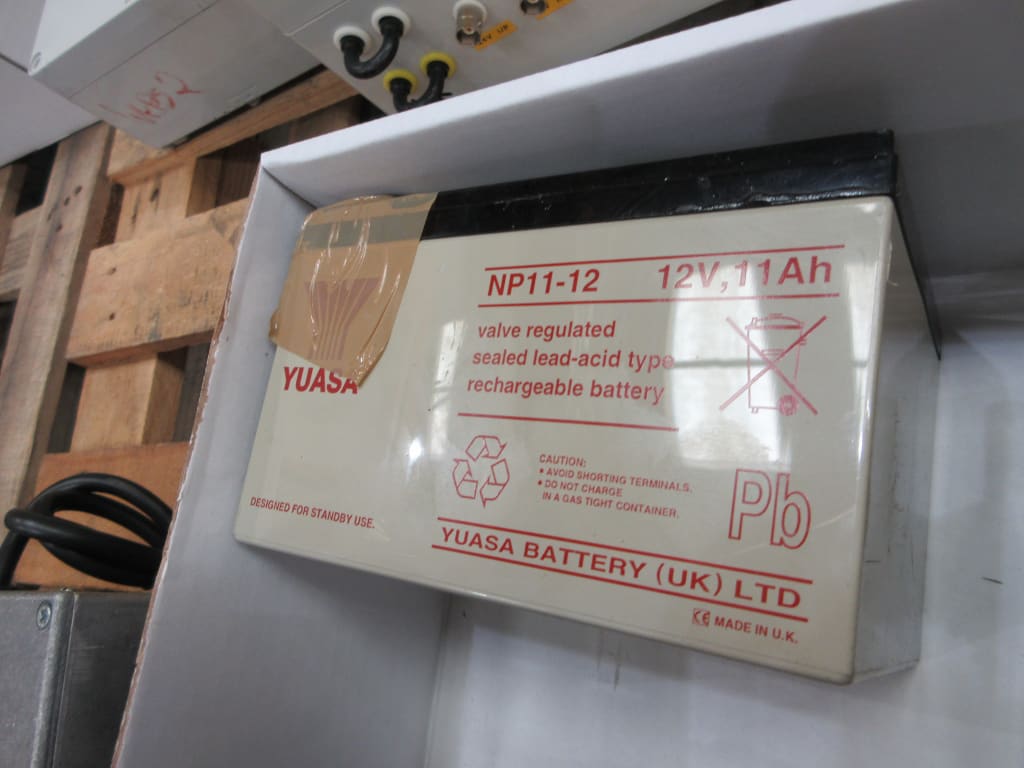 NP11-12 12V, 11Ah
valve regulated
sealed lead-acid type
rechargeable battery
YUASA
CAUTION:
• AVOID SHORTING TERMINALS.
• DO NOT CHARGE
IN A GAS TIGHT CONTAINER.
Pb
DESIGNED FOR STANDBY USE.
YUASA BATTERY (UK) LTD
CE MADE IN U.K.